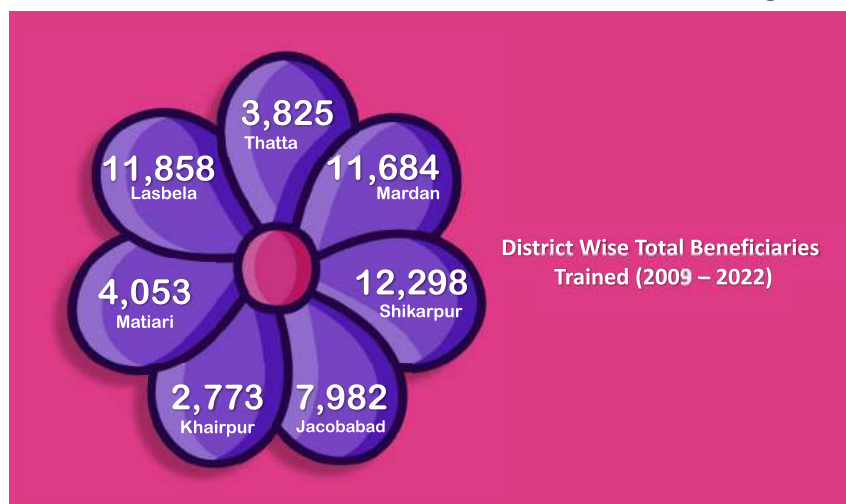 3,825
Thatta
11,684
Mardan
12,298
Shikarpur
7,982
Jacobabad
2,773
Khairpur
4,053
Matiari
11,858
Lasbela
District Wise Total Beneficiaries
Trained (2009 – 2022)